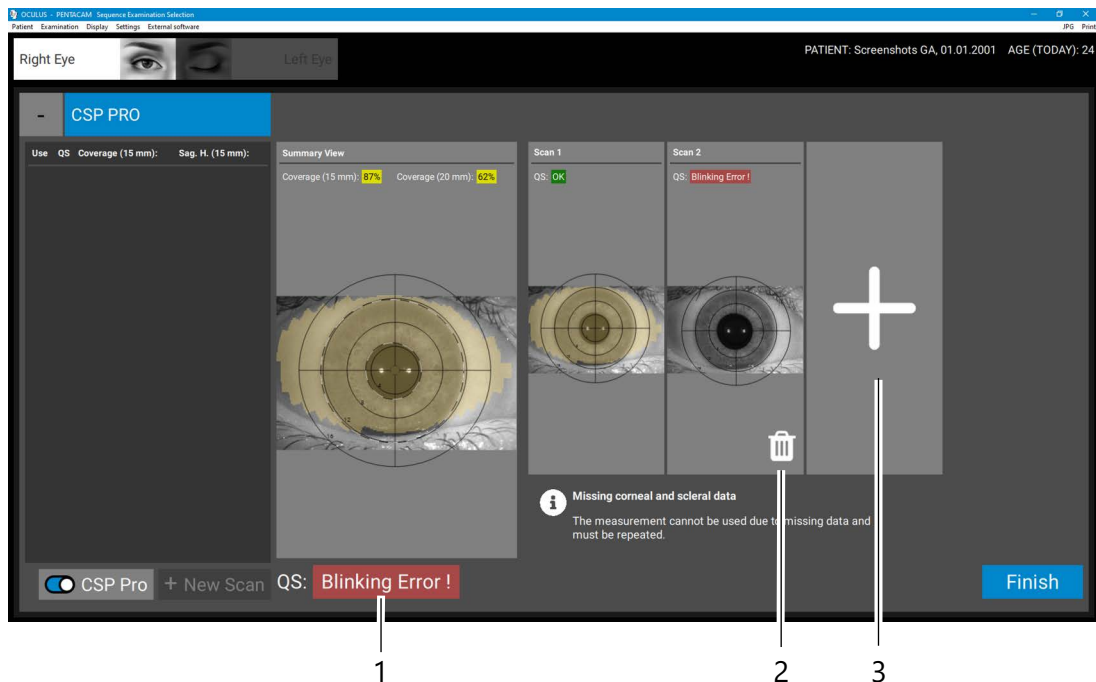 OCULUS - PENTACAM Sequence Examination Selection
Patient Examination Display Settings External software JPG Print
Right Eye Left Eye PATIENT: Screenshots GA, 01.01.2001 AGE (TODAY): 24
- CSP PRO
Use QS Coverage (15 mm): Sag. H. (15 mm):
Summary View
Coverage (15 mm): 87% Coverage (20 mm): 62%
Scan 1
QS: OK
Scan 2
QS: Blinking Error !
8
12
16
Missing corneal and scleral data
The measurement cannot be used due to missing data and
must be repeated.
CSP Pro + New Scan QS: Blinking Error ! Finish
1 2 3